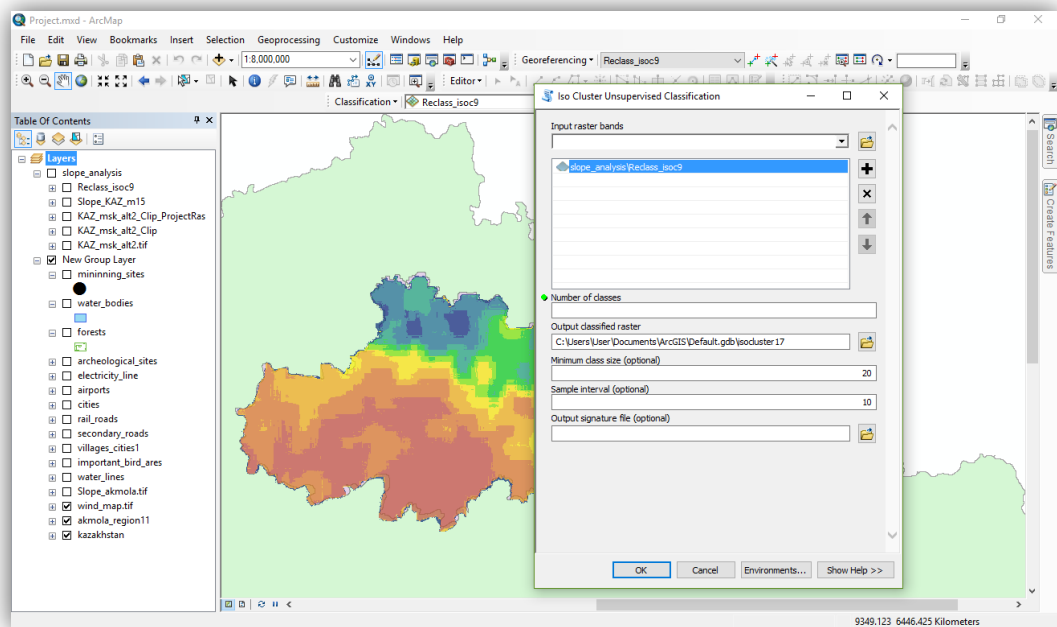 Project.mxd - ArcMap
File Edit View Bookmarks Insert Selection Geoprocessing Customize Windows Help
1:8,000,000
Georeferencing
Reclass_isoc9
Editor
Classification
Reclass_isoc9
Table Of Contents
Layers
slope_analysis
Reclass_isoc9
Slope_KAZ_m15
KAZ_msk_alt2_Clip_ProjectRas
KAZ_msk_alt2_Clip
KAZ_msk_alt2.tif
New Group Layer
mininning_sites
water_bodies
forests
archeological_sites
electricity_line
airports
cities
rail_roads
secondary_roads
villages_cities1
important_bird_ares
water_lines
Slope_akmola.tif
wind_map.tif
akmola_region11
kazakhstan
Iso Cluster Unsupervised Classification
Input raster bands
slope_analysis\Reclass_isoc9
Number of classes
Output classified raster
C:\Users\User\Documents\ArcGIS\Default.gdb\isocluster17
Minimum class size (optional)
20
Sample interval (optional)
10
Output signature file (optional)
OK Cancel Environments... Show Help >>
Search
Create Features
9349.123 6446.425 Kilometers